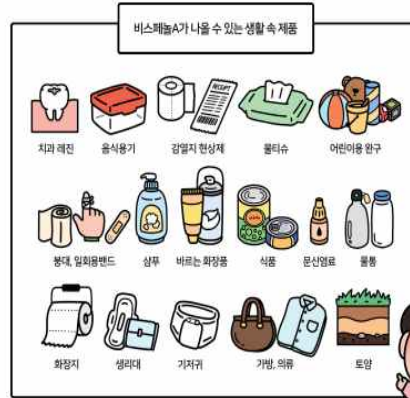 비스페놀A가 나올 수 있는 생활 속 제품
RECEIPT
치과 레진 음식용기 감열지 현상제 물티슈 어린이용 완구
붕대, 일회용밴드 샴푸 바르는 화장품 식품 문신염료 물통
화장지 생리대 기저귀 가방, 의류 토양